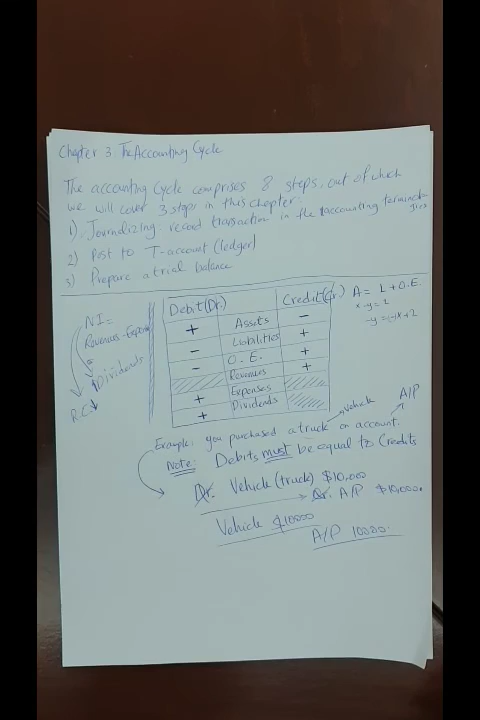 Chapter 3: The Accounting Cycle
The accounting cycle comprises 8 steps, out of which
we will cover 3 steps in this chapter:
1) Journalizing: record transaction in the accounting terminologies
2) Post to T-account (ledger)
3) Prepare a trial balance
Debit (Dr.) Credit (Cr.)
+ Assets -
- Liabilities +
- O.E. +
Revenues +
+ Expenses
+ Dividends
A = L + O.E.
x-y=2
-y=-x+2
NI=
Revenues-Expenses
=
Dividends
R.E↓
Example: you purchased a truck on account.
vehicle
A/P
Note: Debits must be equal to Credits
Dr. Vehicle (truck) $10,000
Cr. A/P $10,000.
Vehicle $10000
A/P 10000.